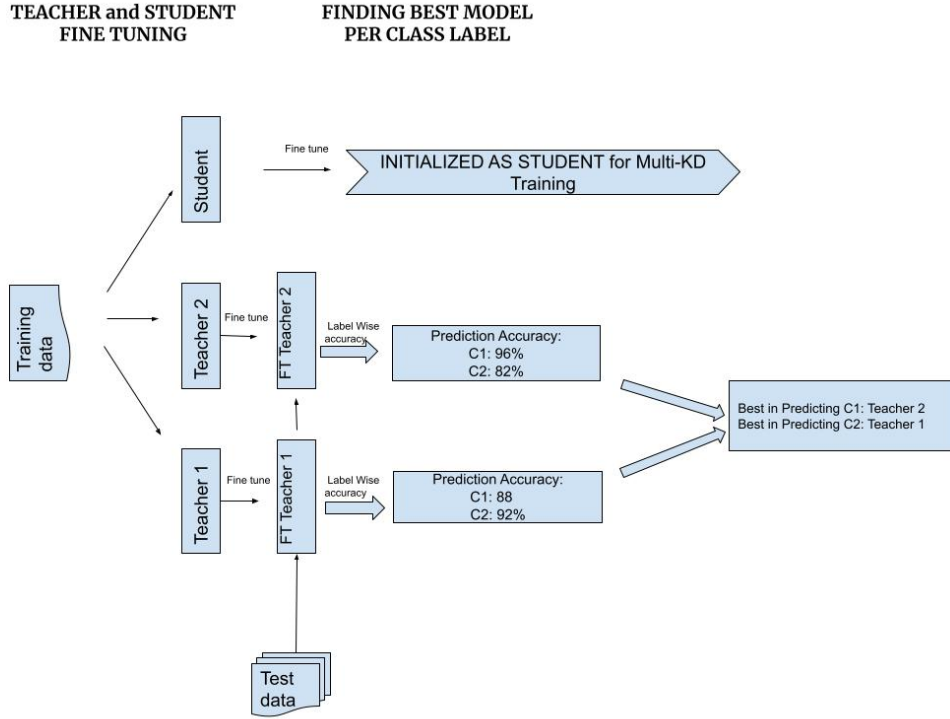 TEACHER and STUDENT
FINE TUNING
FINDING BEST MODEL
PER CLASS LABEL
Student
Fine tune
INITIALIZED AS STUDENT for Multi-KD
Training
Training
data
Teacher 2
Fine tune
FT Teacher 2
Label Wise
accuracy
Prediction Accuracy:
C1: 96%
C2: 82%
Best in Predicting C1: Teacher 2
Best in Predicting C2: Teacher 1
Teacher 1
Fine tune
FT Teacher 1
Label Wise
accuracy
Prediction Accuracy:
C1: 88
C2: 92%
Test
data